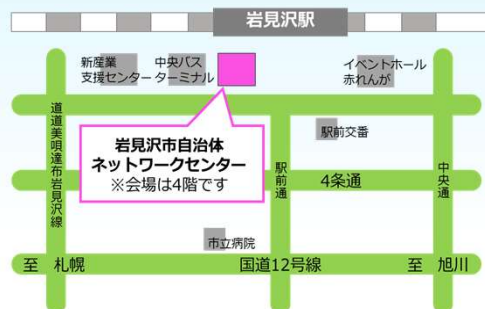 岩見沢駅
新産業
支援センター
中央バス
ターミナル
イベントホール
赤れんが
道道美唄達布岩見沢線
岩見沢市自治体
ネットワークセンター
※会場は4階です
駅前通
駅前交番
中央通
4条通
市立病院
至 札幌
国道12号線
至 旭川